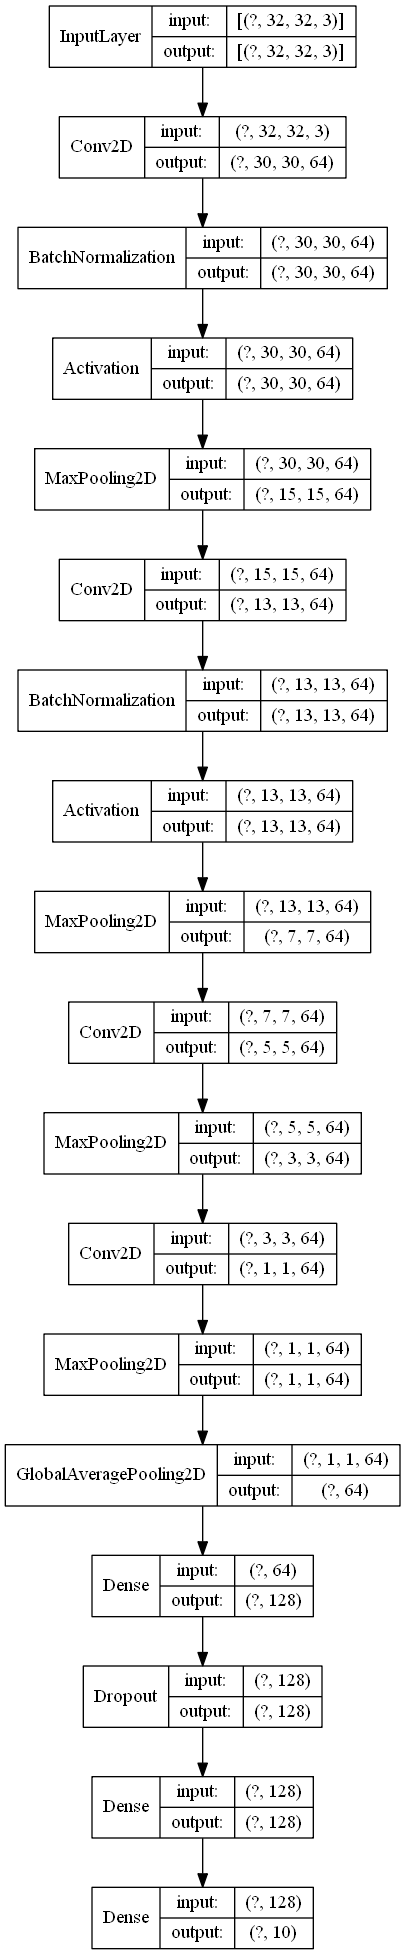 InputLayer input: [(?, 32, 32, 3)]
output: [(?, 32, 32, 3)]
Conv2D input: (?, 32, 32, 3)
output: (?, 30, 30, 64)
BatchNormalization input: (?, 30, 30, 64)
output: (?, 30, 30, 64)
Activation input: (?, 30, 30, 64)
output: (?, 30, 30, 64)
MaxPooling2D input: (?, 30, 30, 64)
output: (?, 15, 15, 64)
Conv2D input: (?, 15, 15, 64)
output: (?, 13, 13, 64)
BatchNormalization input: (?, 13, 13, 64)
output: (?, 13, 13, 64)
Activation input: (?, 13, 13, 64)
output: (?, 13, 13, 64)
MaxPooling2D input: (?, 13, 13, 64)
output: (?, 7, 7, 64)
Conv2D input: (?, 7, 7, 64)
output: (?, 5, 5, 64)
MaxPooling2D input: (?, 5, 5, 64)
output: (?, 3, 3, 64)
Conv2D input: (?, 3, 3, 64)
output: (?, 1, 1, 64)
MaxPooling2D input: (?, 1, 1, 64)
output: (?, 1, 1, 64)
GlobalAveragePooling2D input: (?, 1, 1, 64)
output: (?, 64)
Dense input: (?, 64)
output: (?, 128)
Dropout input: (?, 128)
output: (?, 128)
Dense input: (?, 128)
output: (?, 128)
Dense input: (?, 128)
output: (?, 10)